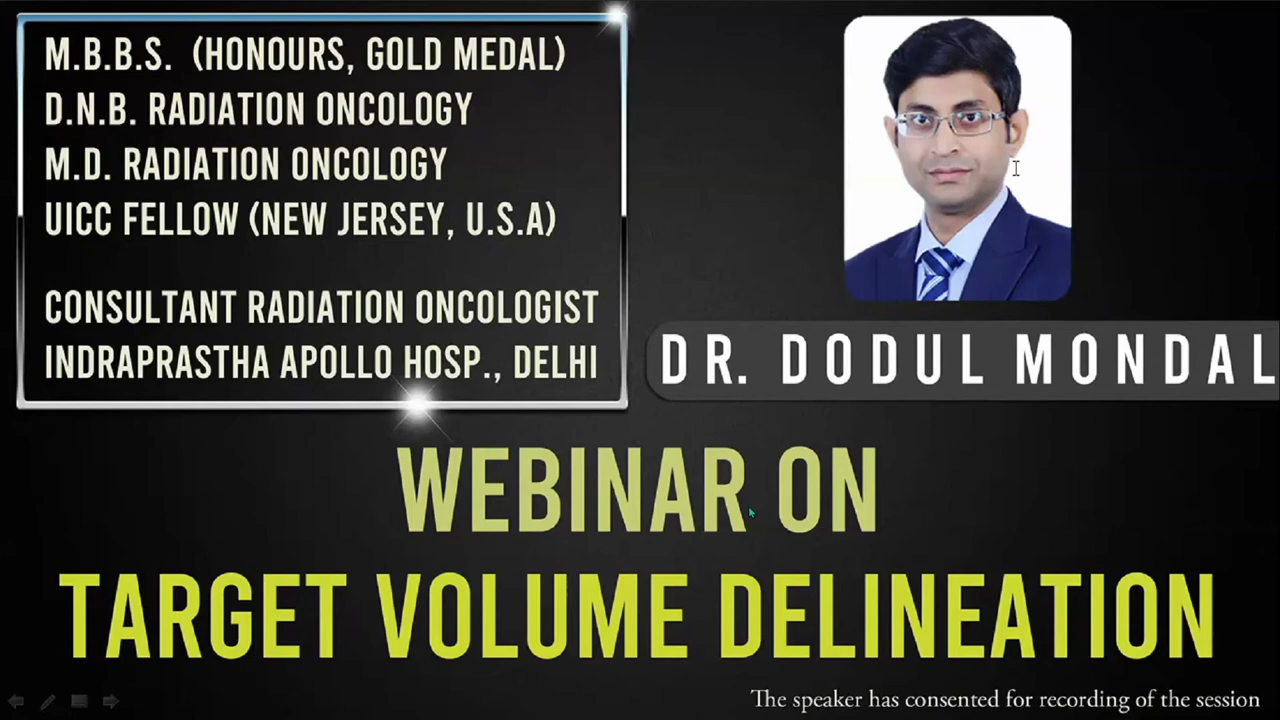 M.B.B.S. (HONOURS, GOLD MEDAL)
D.N.B. RADIATION ONCOLOGY
M.D. RADIATION ONCOLOGY
UICC FELLOW (NEW JERSEY, U.S.A)
CONSULTANT RADIATION ONCOLOGIST
INDRAPRASTHA APOLLO HOSP., DELHI
DR. DODUL MONDAL
WEBINAR ON
TARGET VOLUME DELINEATION
The speaker has consented for recording of the session